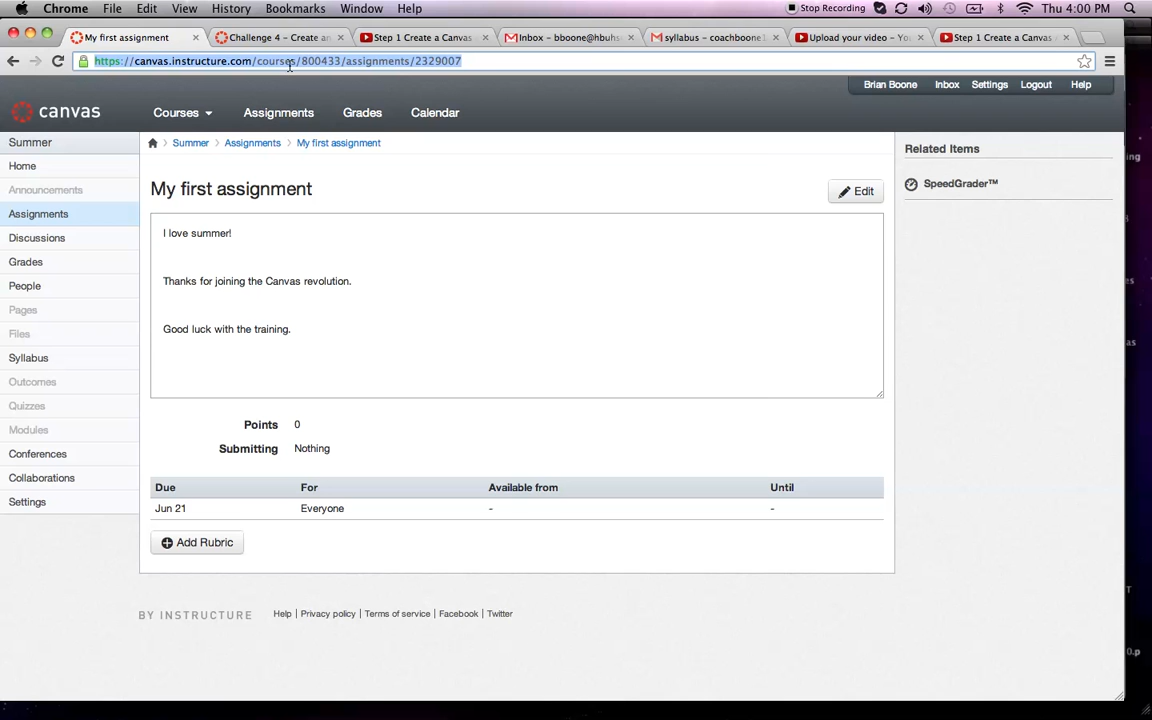 Chrome File Edit View History Bookmarks Window Help Stop Recording Thu 4:00 PM
My first assignment Challenge 4 – Create an Step 1 Create a Canvas Inbox – bboone@hbuhs syllabus – coachboone1 Upload your video – You Step 1 Create a Canvas
https://canvas.instructure.com/courses/800433/assignments/2329007
Brian Boone Inbox Settings Logout Help
canvas Courses Assignments Grades Calendar
Summer
Summer Assignments My first assignment
Related Items
Home
Announcements
Assignments
Discussions
Grades
People
Pages
Files
Syllabus
Outcomes
Quizzes
Modules
Conferences
Collaborations
Settings
My first assignment
Edit
SpeedGrader™
I love summer!
Thanks for joining the Canvas revolution.
Good luck with the training.
Points 0
Submitting Nothing
Due For Available from Until
Jun 21 Everyone - -
Add Rubric
BY INSTRUCTURE Help Privacy policy Terms of service Facebook Twitter